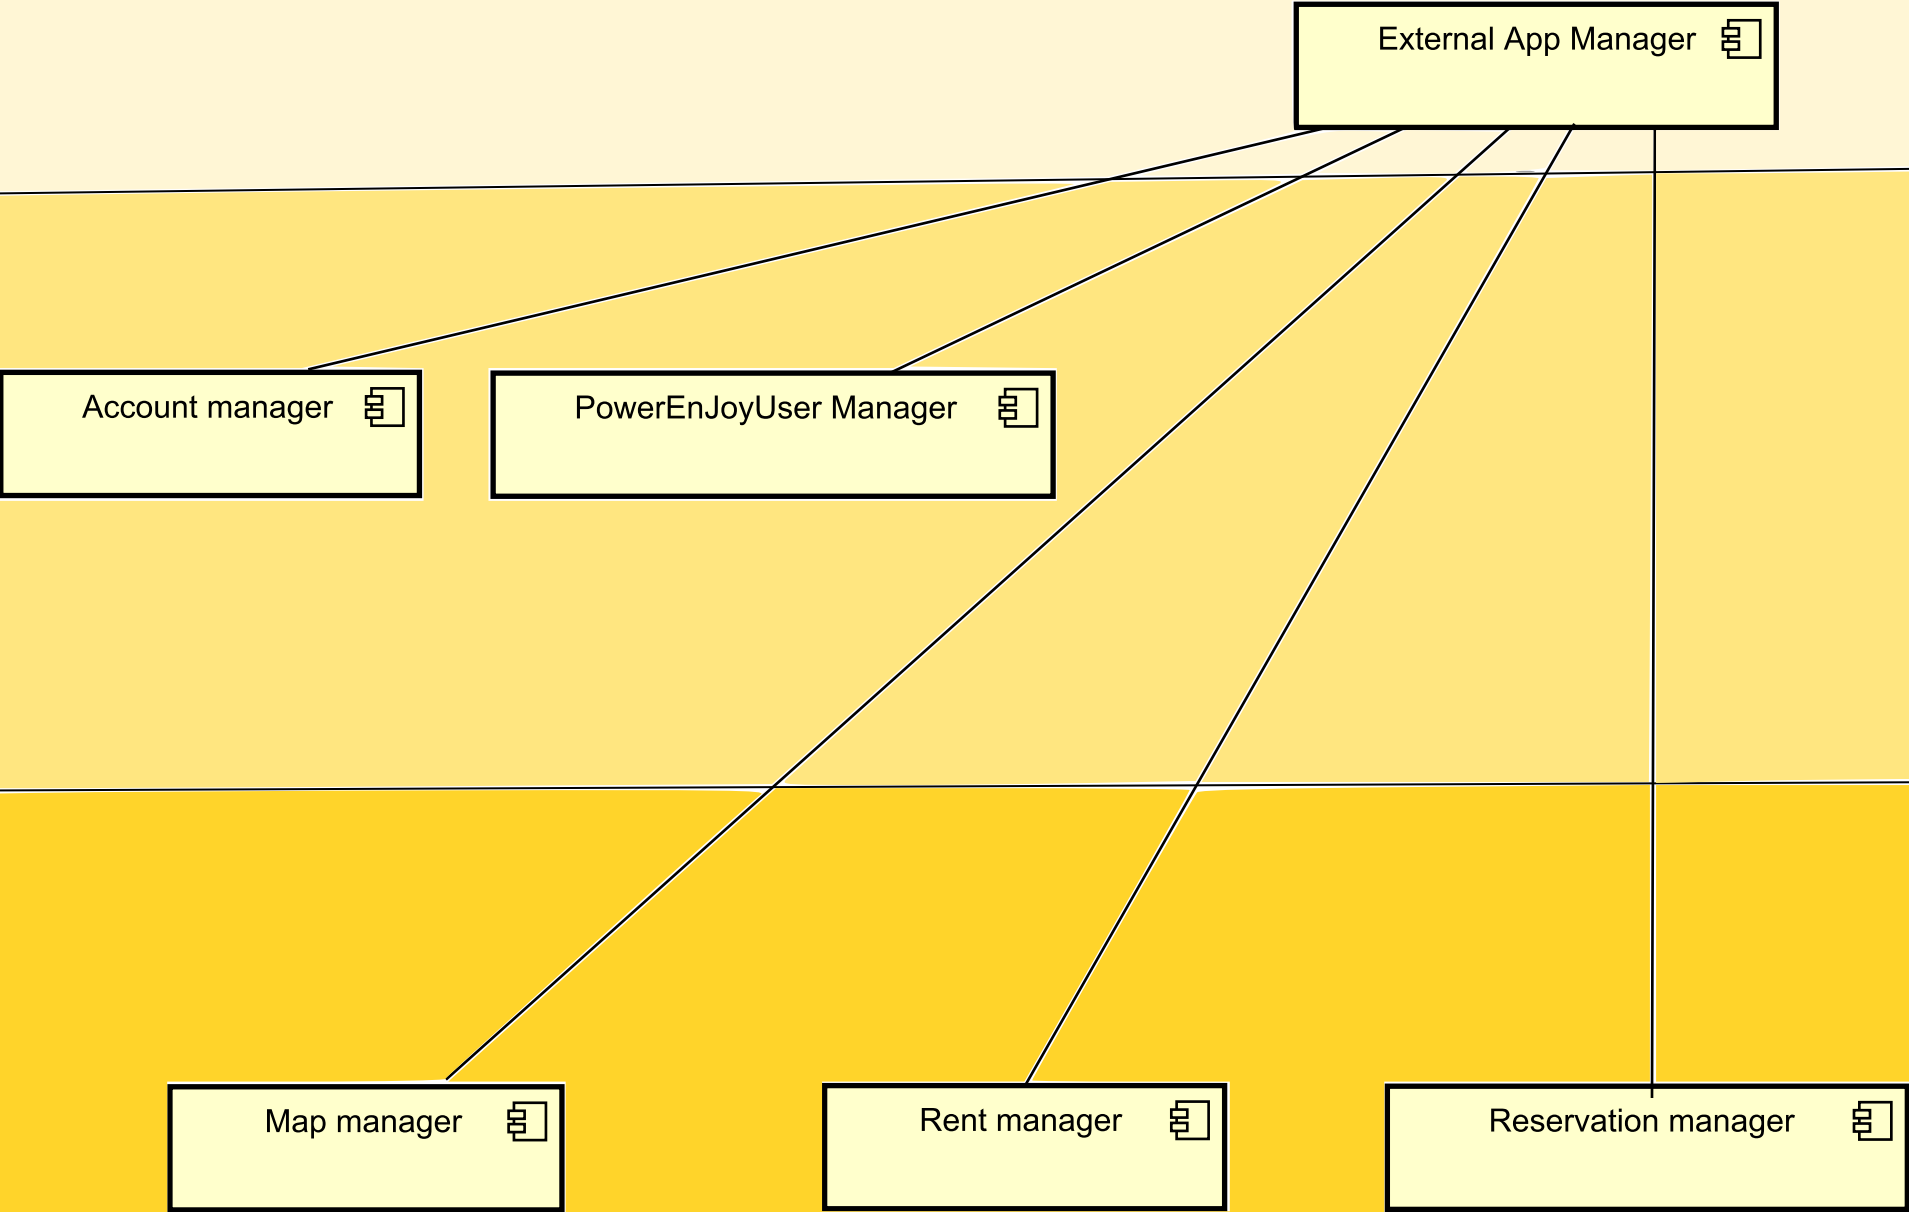 External App Manager
Account manager
PowerEnJoyUser Manager
Map manager
Rent manager
Reservation manager